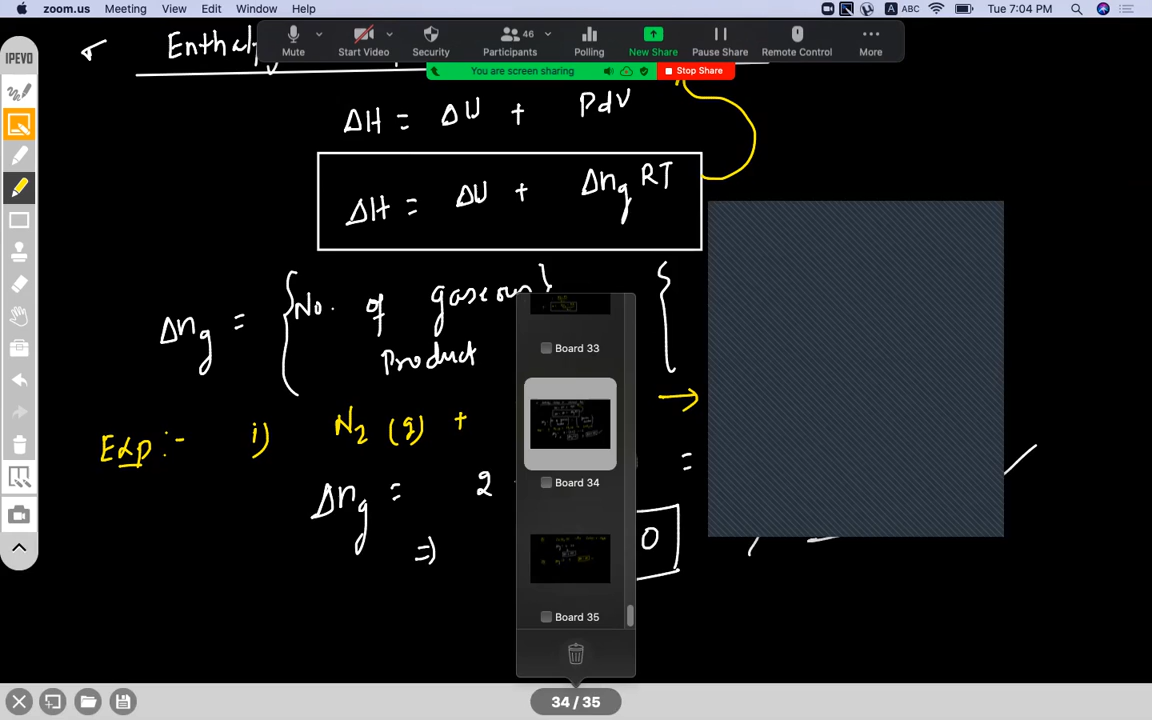 zoom.us Meeting View Edit Window Help A ABC Tue 7:04 PM
46
Mute Start Video Security Participants Polling New Share Pause Share Remote Control More
You are screen sharing Stop Share
IPEVO
ΔH = ΔU + PdV
ΔH = ΔU + Δng RT
Δng = {No. of gaseous} {
Product
Board 33
Exp :- i) N2 (g) + →
Board 34
Δng = 2 =
=) 0
Board 35
34 / 35